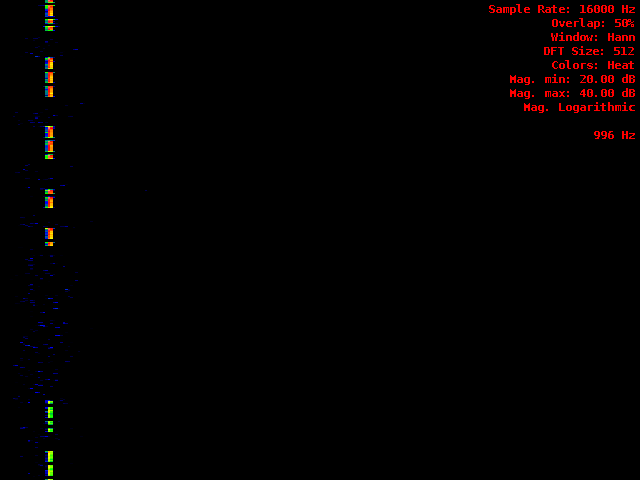 Sample Rate: 16000 Hz
Overlap: 50%
Window: Hann
DFT Size: 512
Colors: Heat
Mag. min: 20.00 dB
Mag. max: 40.00 dB
Mag. Logarithmic
996 Hz